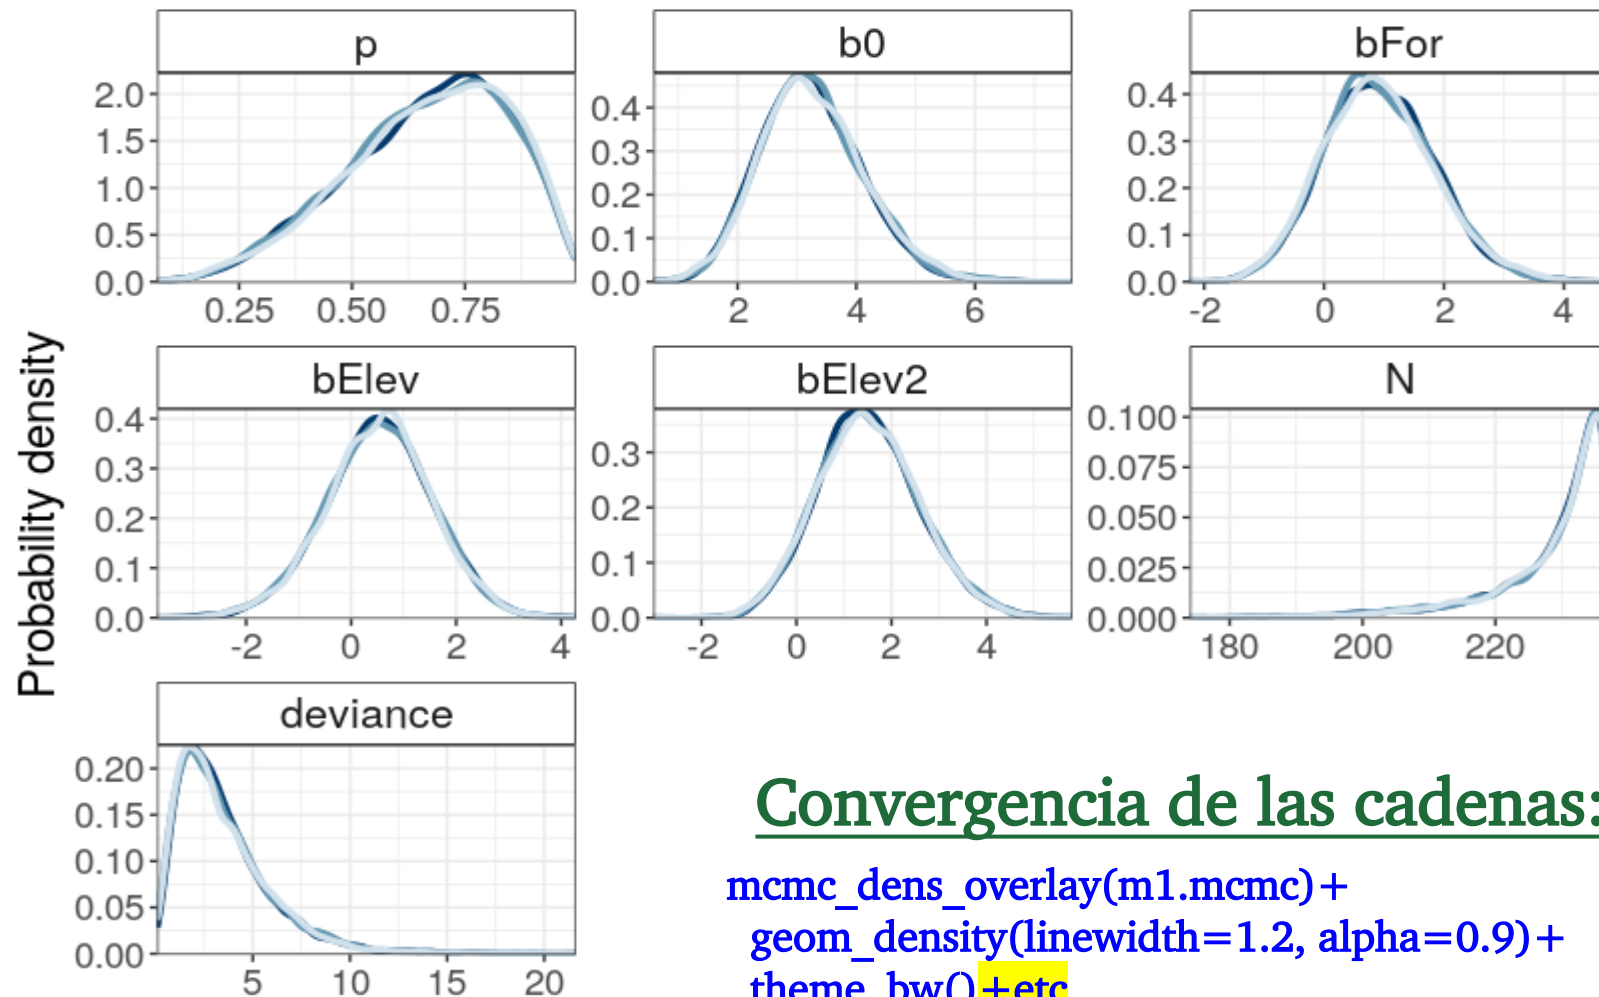 p
b0
bFor
2.0
1.5
1.0
0.5
0.0
0.25 0.50 0.75
0.4
0.3
0.2
0.1
0.0
2 4 6
0.4
0.3
0.2
0.1
0.0
-2 0 2 4
Probability density
bElev
bElev2
N
0.4
0.3
0.2
0.1
0.0
-2 0 2 4
0.3
0.2
0.1
0.0
-2 0 2 4
0.100
0.075
0.050
0.025
0.000
180 200 220
deviance
0.20
0.15
0.10
0.05
0.00
5 10 15 20
Convergencia de las cadenas:
mcmc_dens_overlay(m1.mcmc)+
geom_density(linewidth=1.2, alpha=0.9)+
theme_bw()+etc